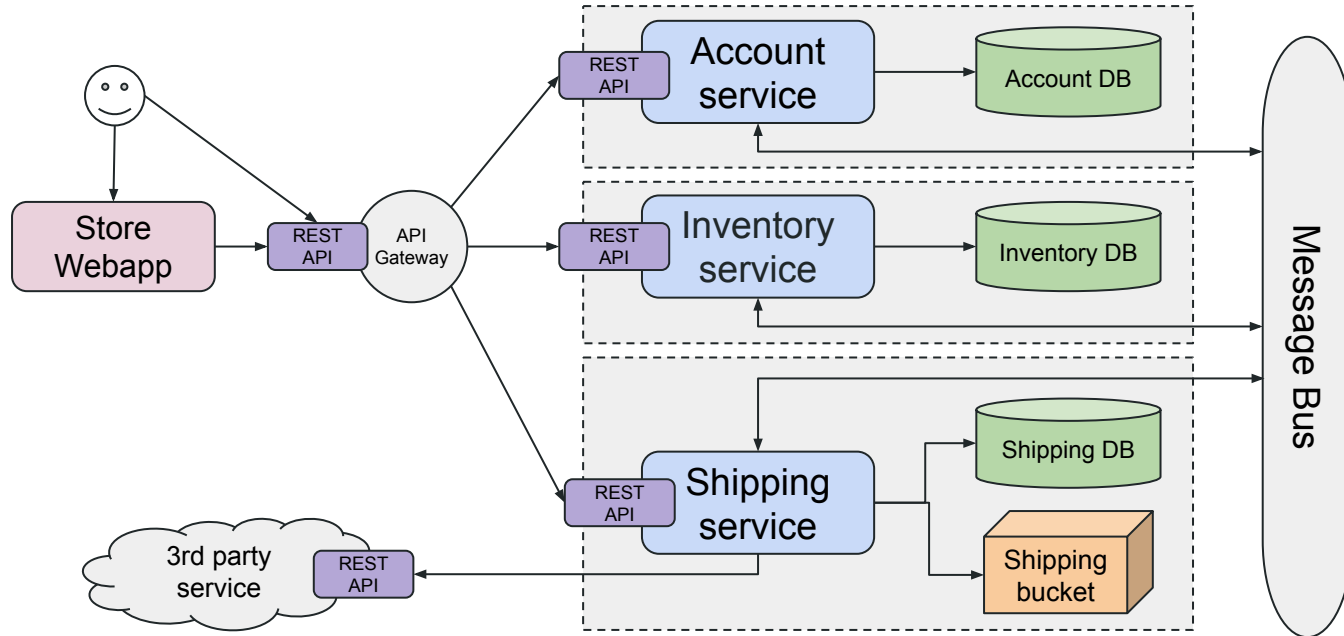 Account
service
REST
API
Account DB
Store
Webapp
REST
API
API
Gateway
REST
API
Inventory
service
Inventory DB
Message Bus
Shipping DB
REST
API
Shipping
service
Shipping
bucket
3rd party
service
REST
API